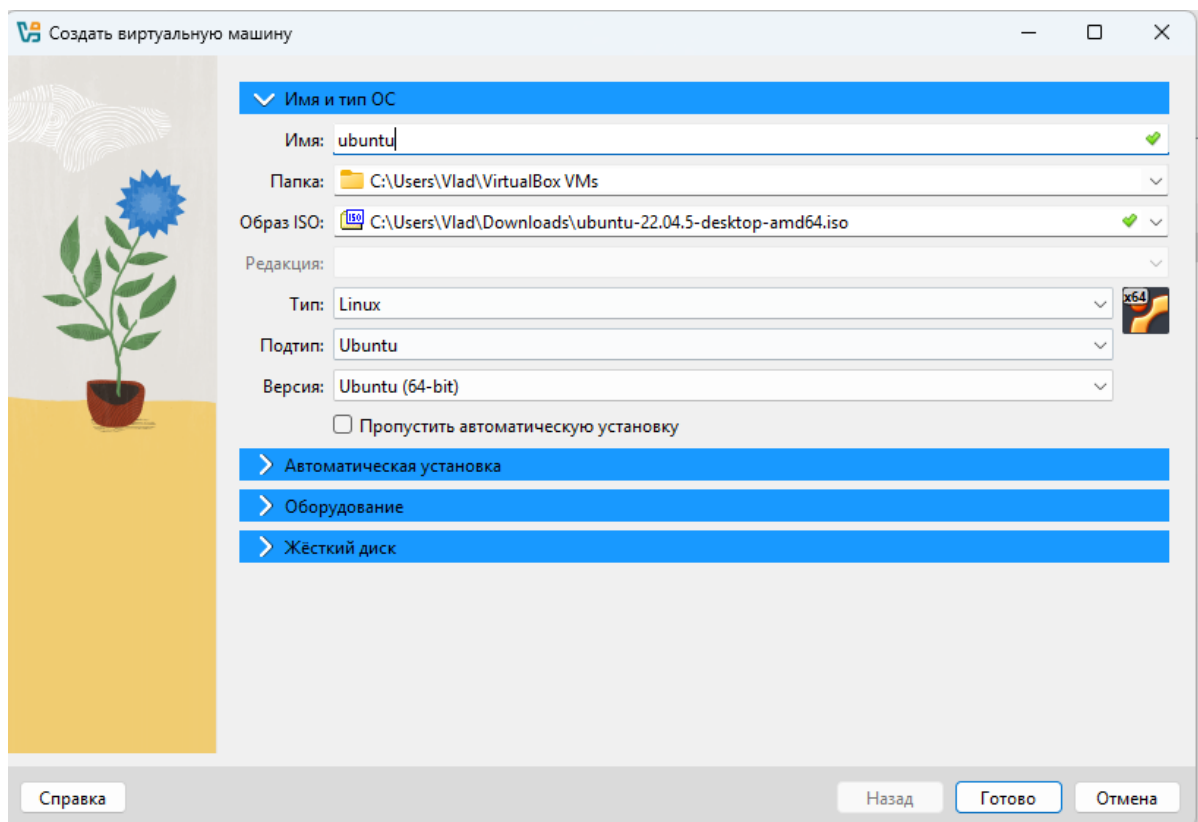 Создать виртуальную машину
Имя и тип ОС
Имя: ubuntu
Папка: C:\Users\Vlad\VirtualBox VMs
Образ ISO: ISO C:\Users\Vlad\Downloads\ubuntu-22.04.5-desktop-amd64.iso
Редакция:
Тип: Linux x64
Подтип: Ubuntu
Версия: Ubuntu (64-bit)
Пропустить автоматическую установку
Автоматическая установка
Оборудование
Жёсткий диск
Справка Назад Готово Отмена